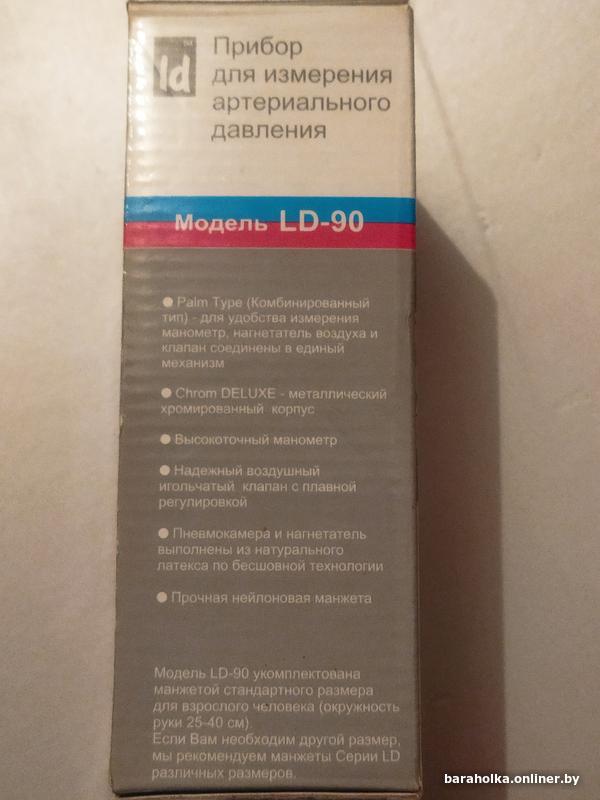 ld
Прибор
для измерения
артериального
давления
Модель LD-90
● Palm Type (Комбинированный
тип) - для удобства измерения
манометр, нагнетатель воздуха и
клапан соединены в единый
механизм
● Chrom DELUXE - металлический
хромированный корпус
● Высокоточный манометр
● Надежный воздушный
игольчатый клапан с плавной
регулировкой
● Пневмокамера и нагнетатель
выполнены из натурального
латекса по бесшовной технологии
● Прочная нейлоновая манжета
Модель LD-90 укомплектована
манжетой стандартного размера
для взрослого человека (окружность
руки 25-40 см).
Если Вам необходим другой размер,
мы рекомендуем манжеты Серии LD
различных размеров.
baraholka.onliner.by